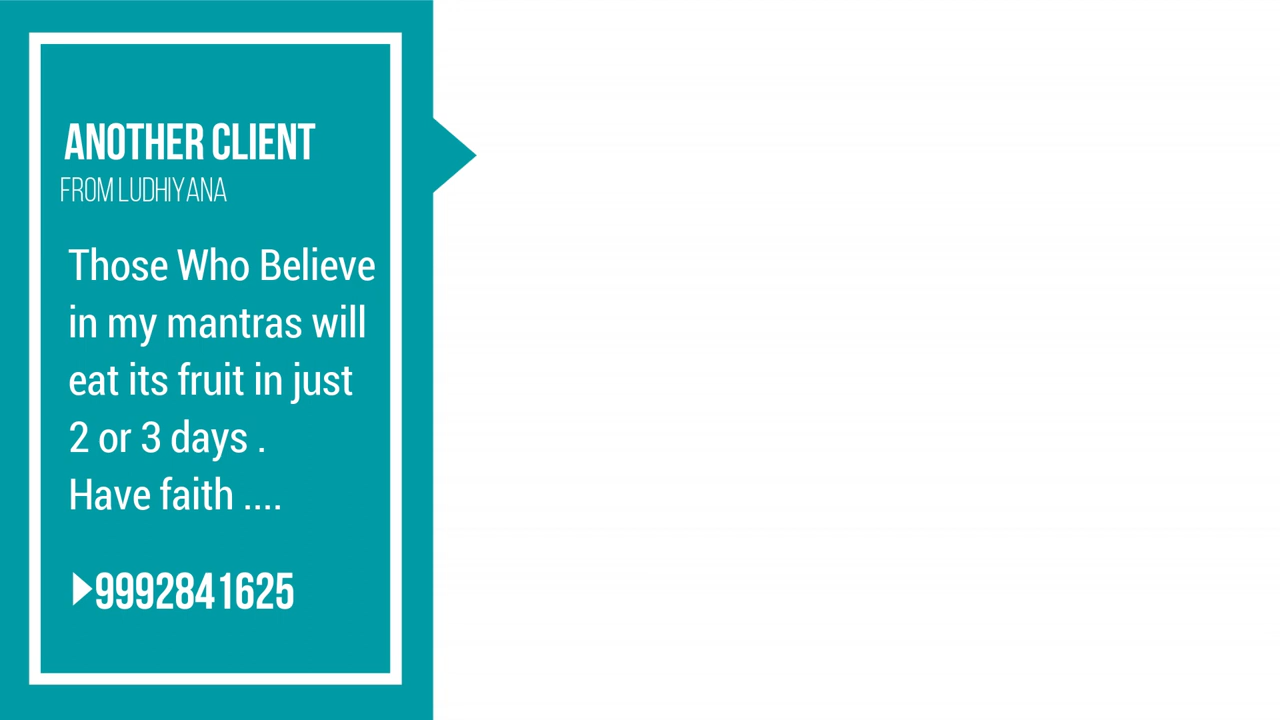 ANOTHER CLIENT
FROM LUDHIYANA
Those Who Believe
in my mantras will
eat its fruit in just
2 or 3 days .
Have faith ....
9992841625